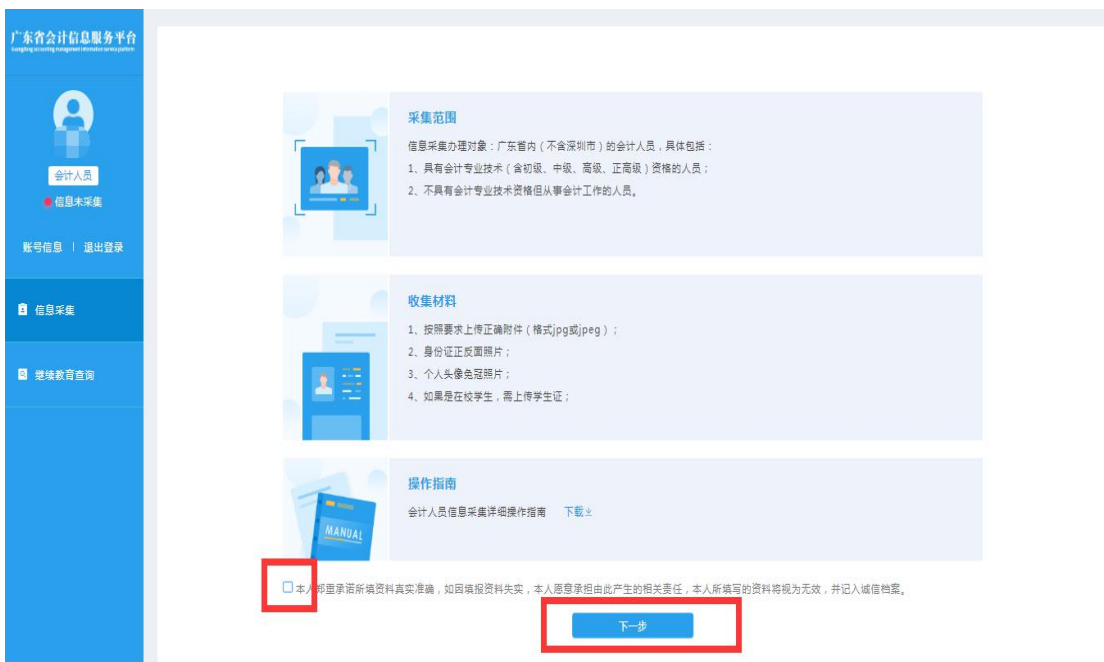 广东省会计信息服务平台
会计人员
信息未采集
账号信息 | 退出登录
信息采集
继续教育查询
采集范围
信息采集办理对象：广东省内（不含深圳市）的会计人员，具体包括：
1、具有会计专业技术（含初级、中级、高级、正高级）资格的人员；
2、不具有会计专业技术资格但从事会计工作的人员。
收集材料
1、按照要求上传正确附件（格式jpg或jpeg）；
2、身份证正反面照片；
3、个人头像免冠照片；
4、如果是在校学生，需上传学生证；
MANUAL
操作指南
会计人员信息采集详细操作指南 下载
本人郑重承诺所填资料真实准确，如因填报资料失实，本人愿意承担由此产生的相关责任，本人所填写的资料将视为无效，并记入诚信档案。
下一步